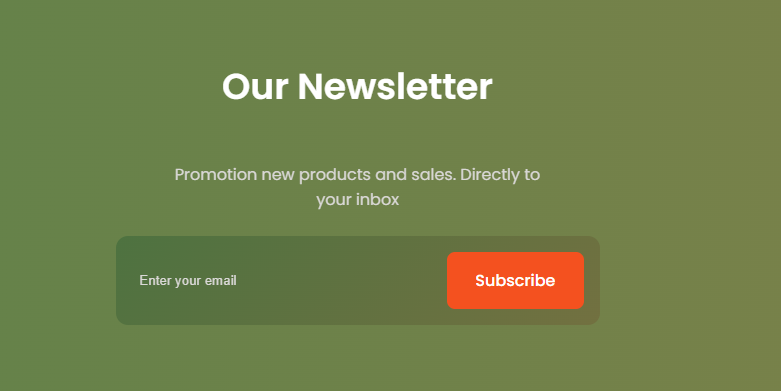 Our Newsletter
Promotion new products and sales. Directly to
your inbox
Enter your email
Subscribe